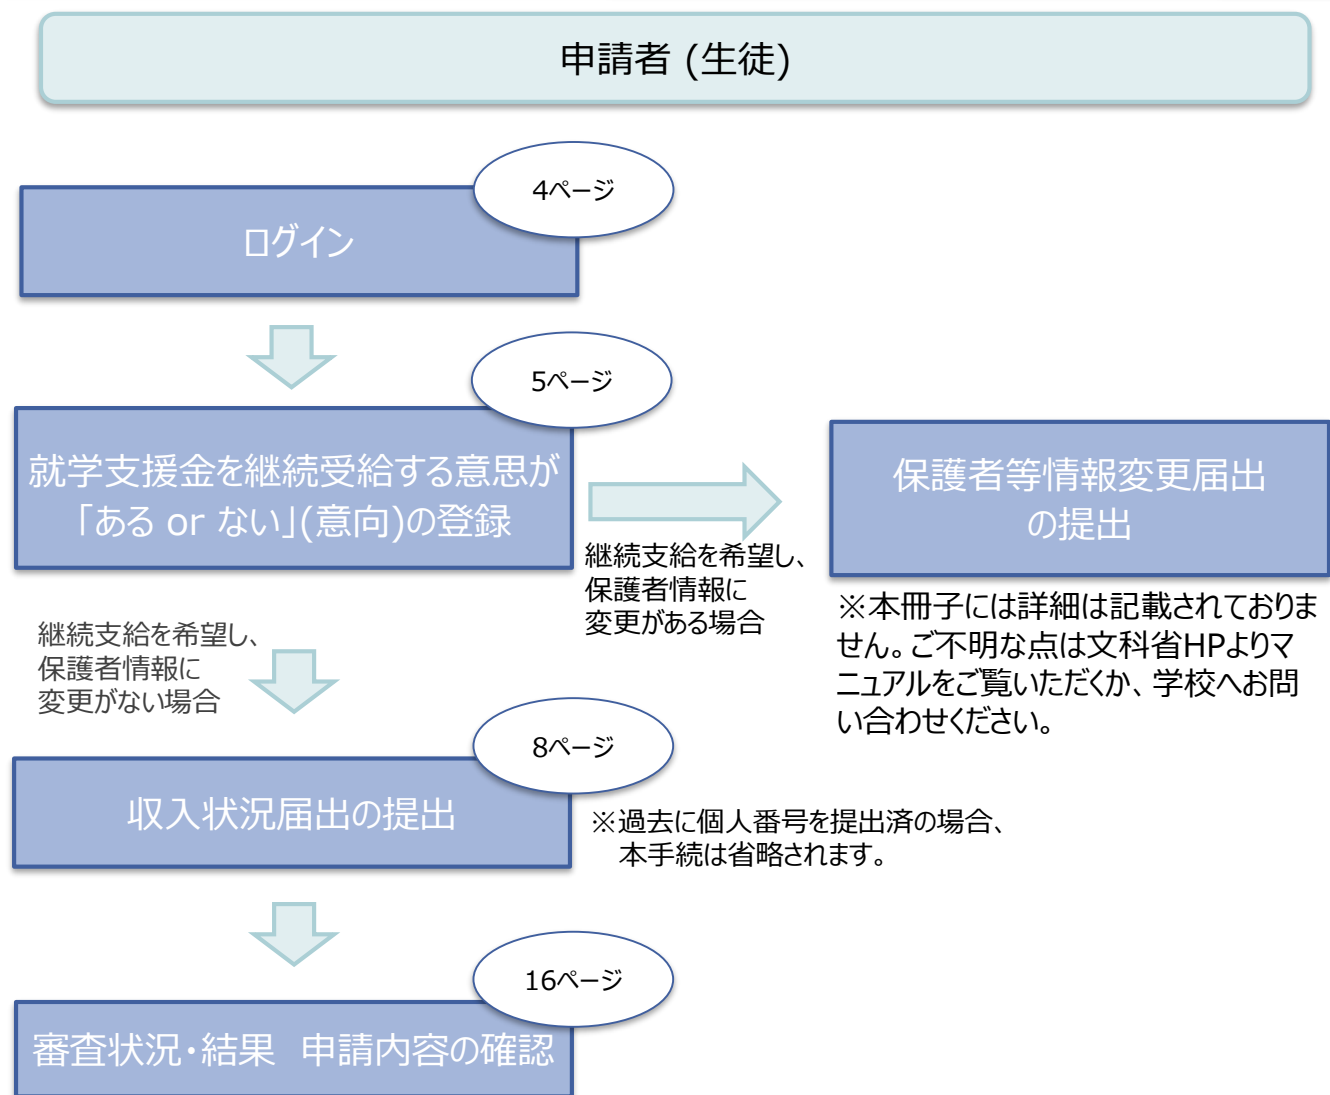 申請者 (生徒)
4ページ
ログイン
5ページ
就学支援金を継続受給する意思が
「ある or ない」(意向)の登録
保護者等情報変更届出
の提出
継続支給を希望し、
保護者情報に
変更がある場合
※本冊子には詳細は記載されておりま
せん。ご不明な点は文科省HPよりマ
ニュアルをご覧いただくか、学校へお問
い合わせください。
継続支給を希望し、
保護者情報に
変更がない場合
8ページ
収入状況届出の提出
※過去に個人番号を提出済の場合、
本手続は省略されます。
16ページ
審査状況・結果　申請内容の確認